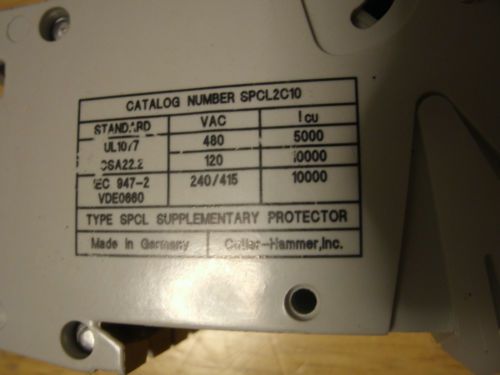 CATALOG NUMBER SPCL2C10
STANDARD VAC Icu
UL1077 480 5000
CSA22.2 120 10000
IEC 947-2 240/415 10000
VDE0660
TYPE SPCL SUPPLEMENTARY PROTECTOR
Made in Germany Cutler-Hammer,Inc.